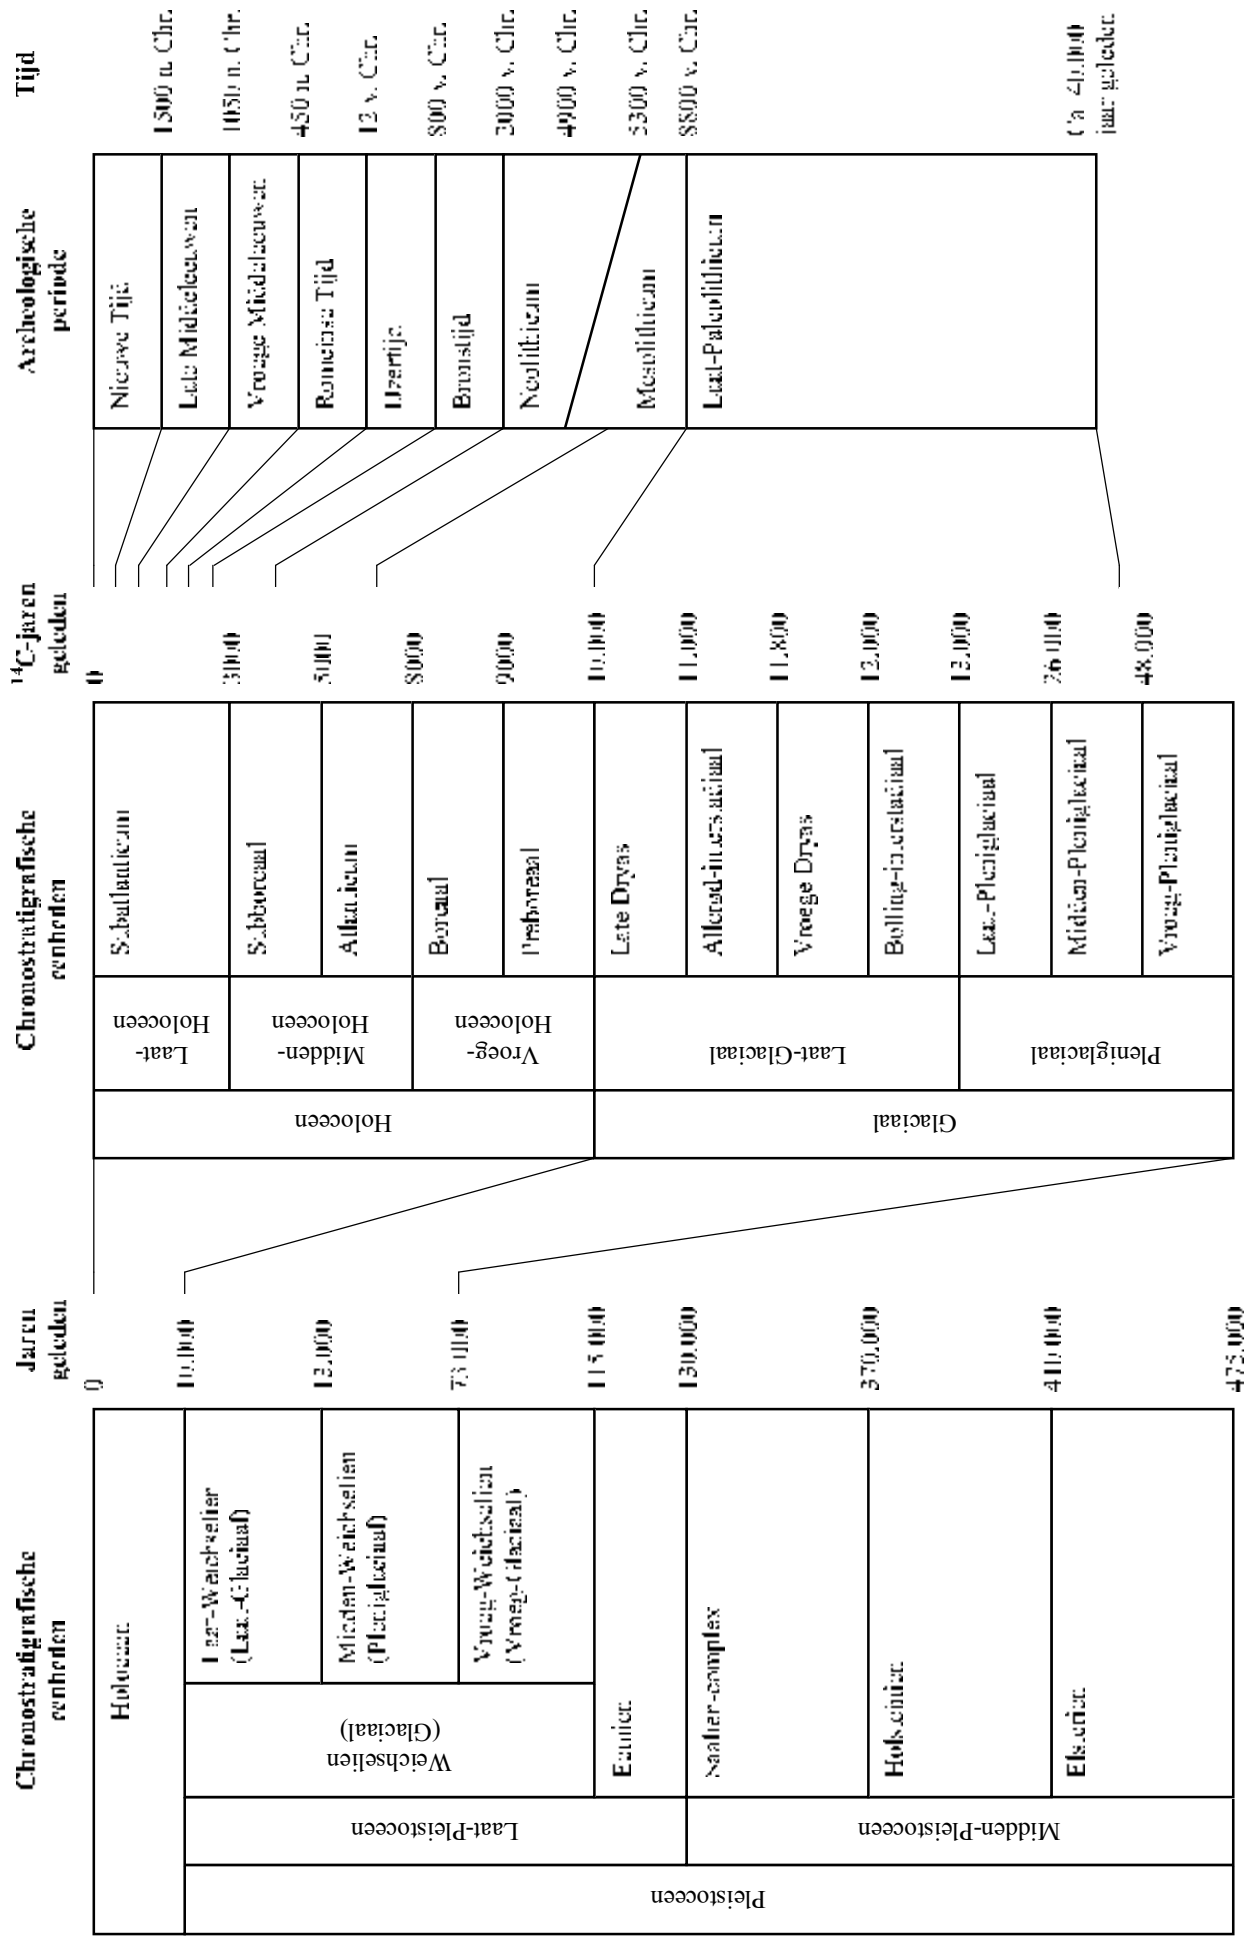 Chronostratigrafische
eenheden
Jaren
geleden
Chronostratigrafische
eenheden
14C-jaren
geleden
Archeologische
periode
Tijd
Pleistoceen
Laat-Pleistoceen
Midden-Pleistoceen
Weichselien
(Glaciaal)
Holoceen
Laat-Weichselien
(Laat-Glaciaal)
Midden-Weichselien
(Pleniglaciaal)
Vroeg-Weichselien
(Vroeg-Glaciaal)
Eemien
Saalien-complex
Holsteinien
Elsterien
0
10.000
13.000
73.000
115.000
130.000
370.000
410.000
475.000
Holoceen
Glaciaal
Laat-
Holoceen
Midden-
Holoceen
Vroeg-
Holoceen
Laat-Glaciaal
Pleniglaciaal
Subatlanticum
Subboreaal
Atlanticum
Boreaal
Preboreaal
Late Dryas
Allerød-interstadiaal
Vroege Dryas
Bølling-interstadiaal
Laat-Pleniglaciaal
Midden-Pleniglaciaal
Vroeg-Pleniglaciaal
0
3000
5000
8000
9000
10.000
11.000
11.800
12.000
13.000
26.000
48.000
Nieuwe Tijd
Late Middeleeuwen
Vroege Middeleeuwen
Romeinse Tijd
IJzertijd
Bronstijd
Neolithicum
Mesolithicum
Laat-Paleolithicum
1500 n. Chr.
1050 n. Chr.
450 n. Chr.
12 v. Chr.
800 v. Chr.
2000 v. Chr.
4900 v. Chr.
5300 v. Chr.
8800 v. Chr.
Ca. 40.000
jaar geleden